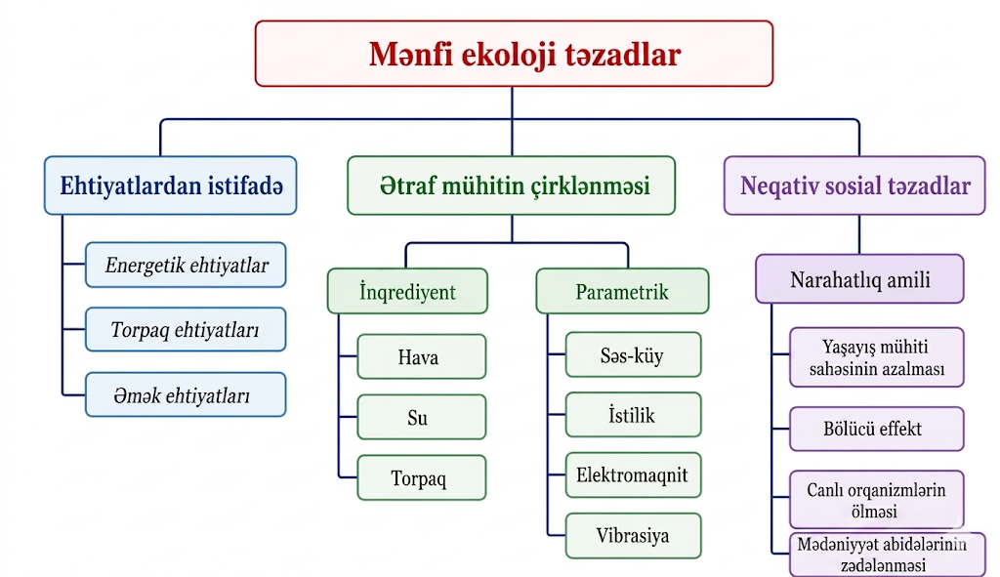 Mənfi ekoloji təzadlar
Ehtiyatlardan istifadə
Energetik ehtiyatlar
Torpaq ehtiyatları
Əmək ehtiyatları
Ətraf mühitin çirklənməsi
İnqrediyent
Hava
Su
Torpaq
Parametrik
Səs-küy
İstilik
Elektromaqnit
Vibrasiya
Neqativ sosial təzadlar
Narahatlıq amili
Yaşayış mühiti
sahəsinin azalması
Bölücü effekt
Canlı orqanizmlərin
ölməsi
Mədəniyyət abidələrinin
zədələnməsi